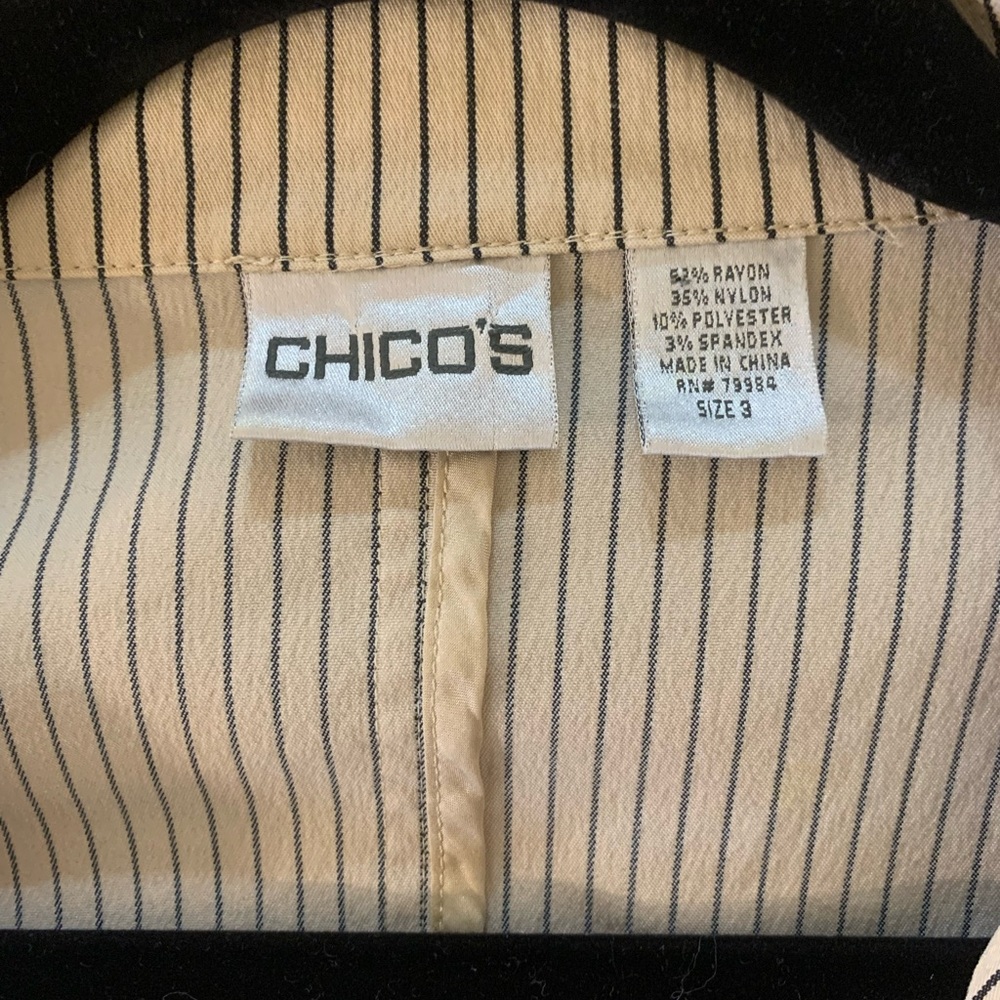 CHICO'S
52% RAYON
35% NYLON
10% POLYESTER
3% SPANDEX
MADE IN CHINA
RN# 79984
SIZE 3